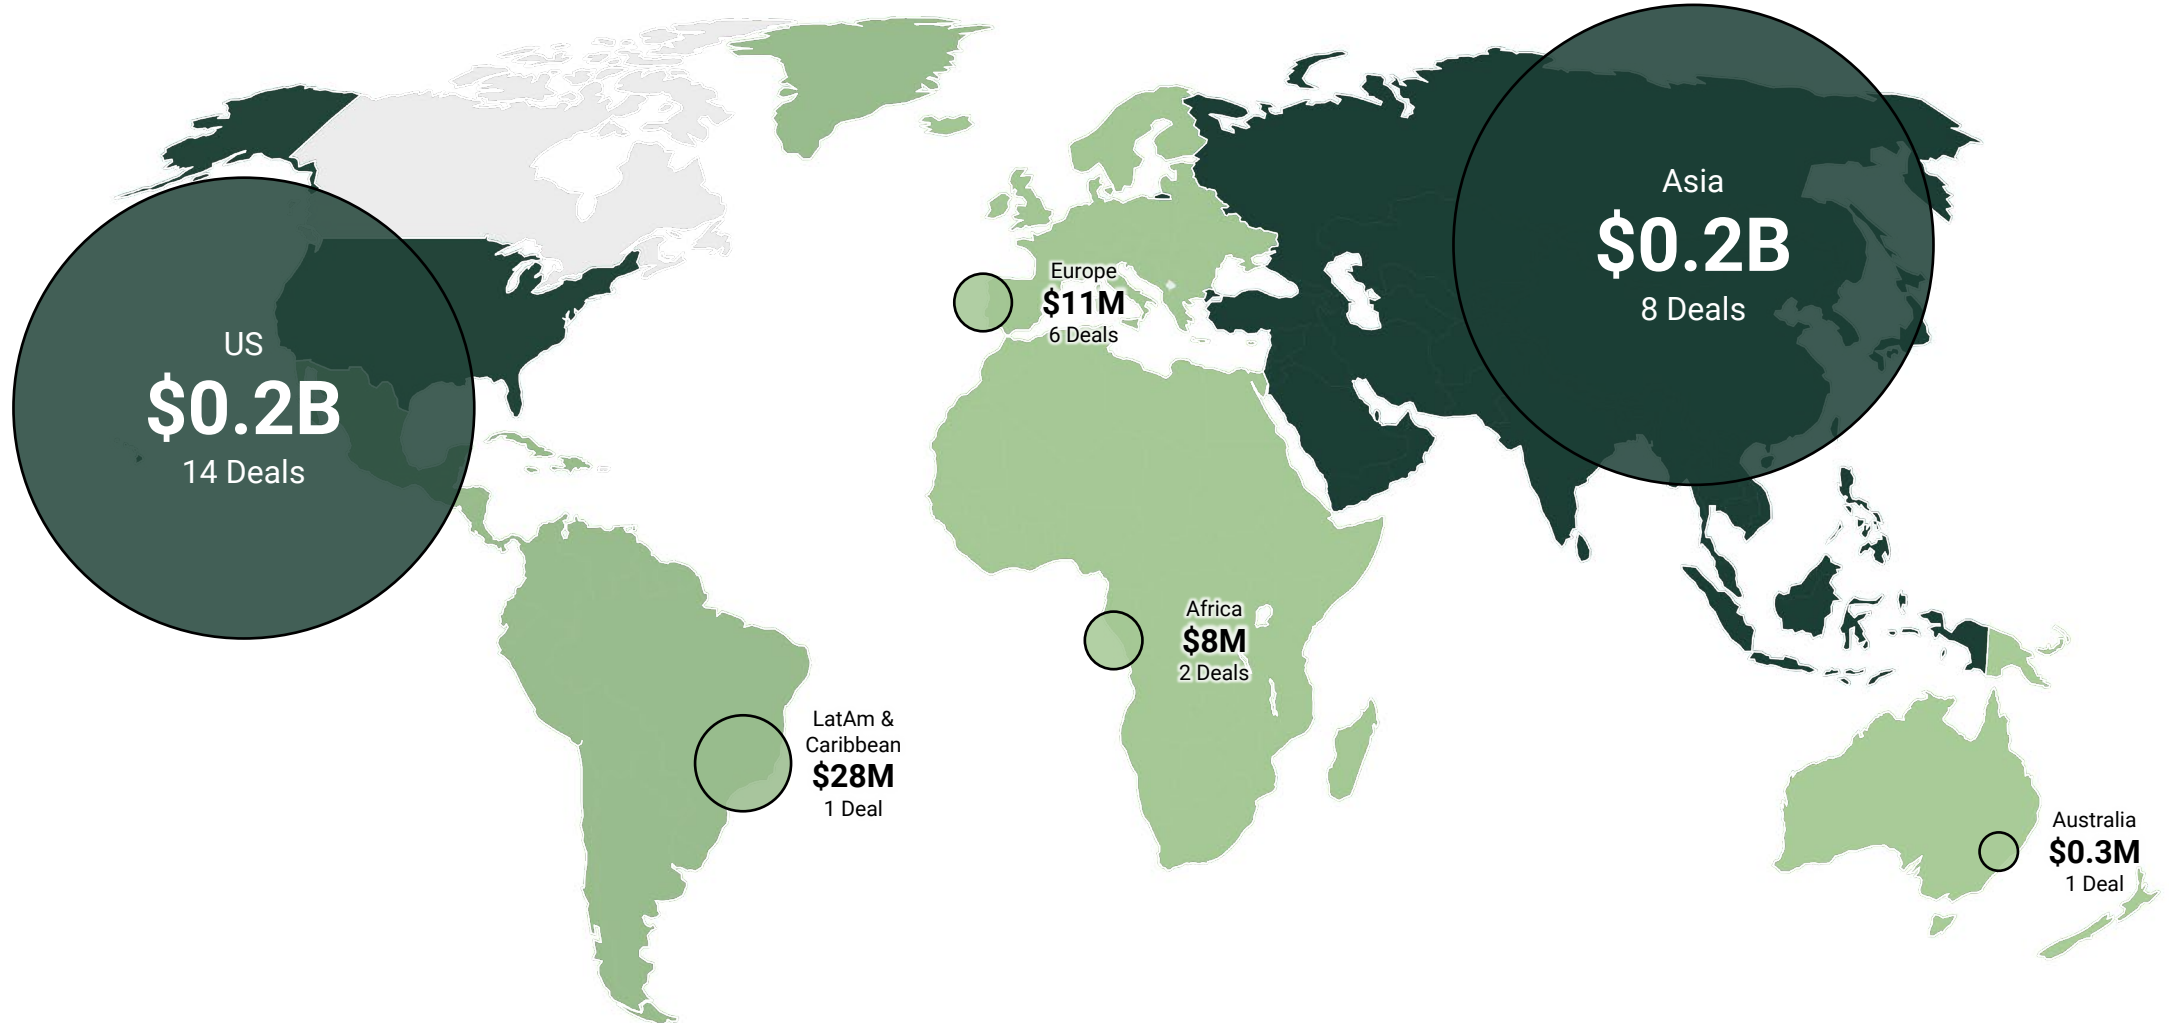 US
$0.2B
14 Deals
Asia
$0.2B
8 Deals
Europe
$11M
6 Deals
Africa
$8M
2 Deals
LatAm &
Caribbean
$28M
1 Deal
Australia
$0.3M
1 Deal